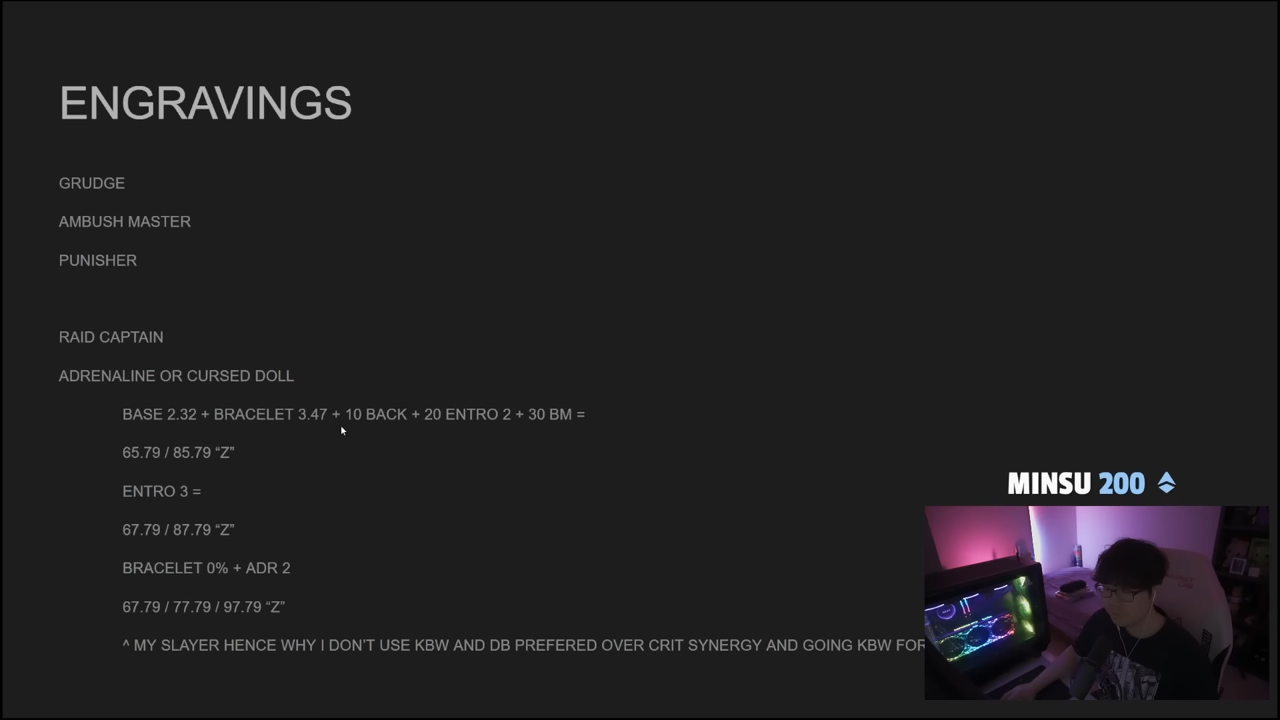 ENGRAVINGS
GRUDGE
AMBUSH MASTER
PUNISHER
RAID CAPTAIN
ADRENALINE OR CURSED DOLL
BASE 2.32 + BRACELET 3.47 + 10 BACK + 20 ENTRO 2 + 30 BM =
65.79 / 85.79 “Z”
ENTRO 3 =
67.79 / 87.79 “Z”
BRACELET 0% + ADR 2
67.79 / 77.79 / 97.79 “Z”
^ MY SLAYER HENCE WHY I DON’T USE KBW AND DB PREFERED OVER CRIT SYNERGY AND GOING KBW FOR
MINSU 200